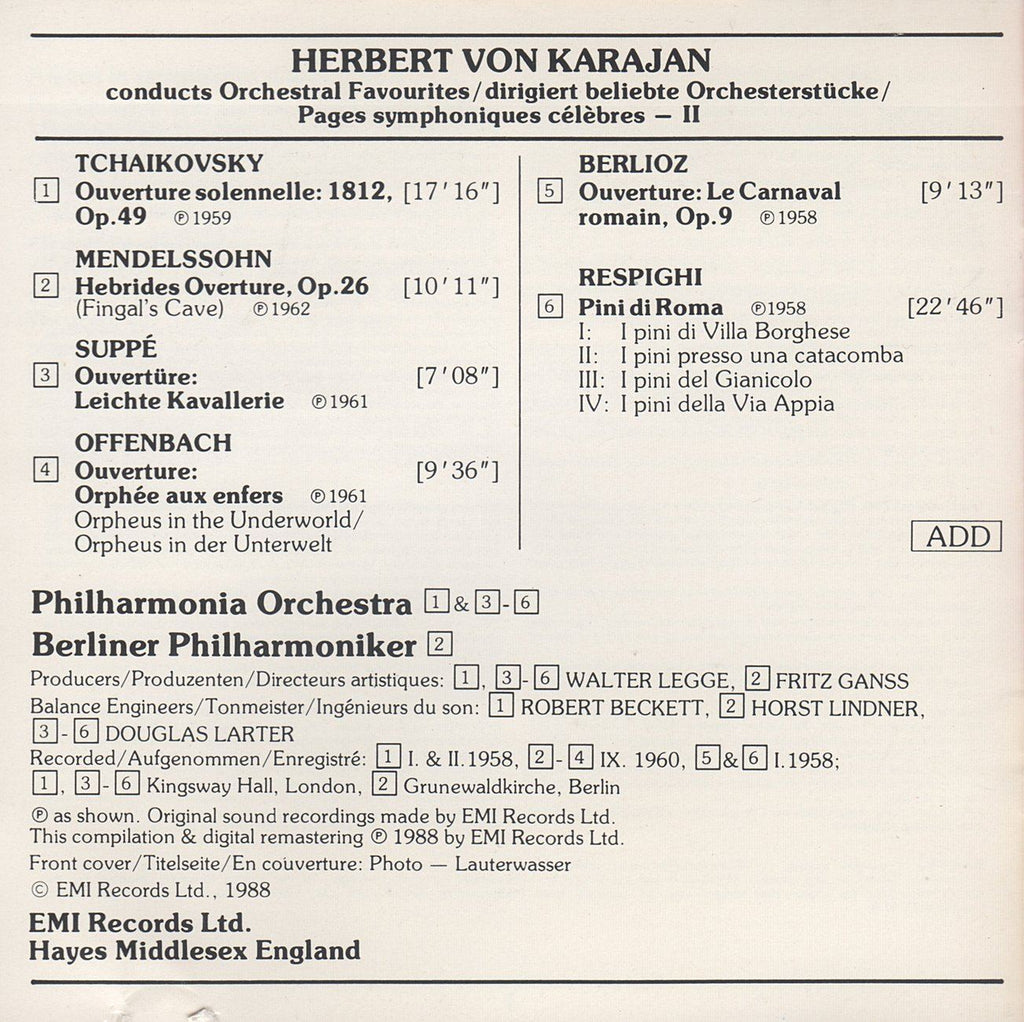 HERBERT VON KARAJAN
conducts Orchestral Favourites/dirigiert beliebte Orchesterstücke/
Pages symphoniques célèbres — II
TCHAIKOVSKY
1 Ouverture solennelle: 1812, [17'16"]
Op.49 ℗1959
MENDELSSOHN
2 Hebrides Overture, Op.26 [10'11"]
(Fingal's Cave) ℗1962
SUPPÉ
3 Ouvertüre: [7'08"]
Leichte Kavallerie ℗1961
OFFENBACH
4 Ouverture: [9'36"]
Orphée aux enfers ℗1961
Orpheus in the Underworld/
Orpheus in der Unterwelt
BERLIOZ
5 Ouverture: Le Carnaval [9'13"]
romain, Op.9 ℗1958
RESPIGHI
6 Pini di Roma ℗1958 [22'46"]
I: I pini di Villa Borghese
II: I pini presso una catacomba
III: I pini del Gianicolo
IV: I pini della Via Appia
ADD
Philharmonia Orchestra 1 & 3 - 6
Berliner Philharmoniker 2
Producers/Produzenten/Directeurs artistiques: 1, 3 - 6 WALTER LEGGE, 2 FRITZ GANSS
Balance Engineers/Tonmeister/Ingénieurs du son: 1 ROBERT BECKETT, 2 HORST LINDNER,
3 - 6 DOUGLAS LARTER
Recorded/Aufgenommen/Enregistré: 1 I. & II.1958, 2 - 4 IX. 1960, 5 & 6 I.1958;
1, 3 - 6 Kingsway Hall, London, 2 Grunewaldkirche, Berlin
℗ as shown. Original sound recordings made by EMI Records Ltd.
This compilation & digital remastering ℗ 1988 by EMI Records Ltd.
Front cover/Titelseite/En couverture: Photo — Lauterwasser
© EMI Records Ltd., 1988
EMI Records Ltd.
Hayes Middlesex England